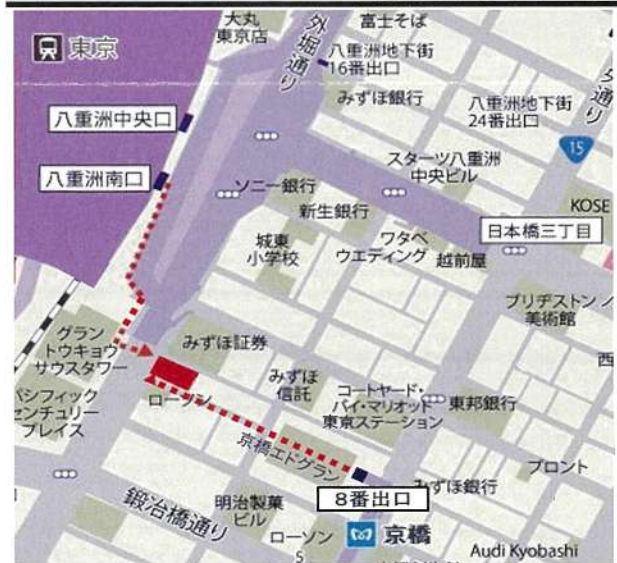 大丸
東京店
富士そば
外堀通り
東京
八重洲地下街
16番出口
みずほ銀行
八重洲中央口
八重洲地下街
24番出口
15
スターツ八重洲
中央ビル
八重洲南口
ソニー銀行
新生銀行
KOSE
日本橋三丁目
城東
小学校
ワタベ
ウエディング
越前屋
ブリヂストン
美術館
グラン
トウキョウ
サウスタワー
みずほ証券
西
みずほ
信託
パシフィック
センチュリー
プレイス
ローソン
コートヤード・
バイ・マリオット
東京ステーション
東邦銀行
京橋エドグラン
みずほ銀行
ブロント
8番出口
鍛冶橋通り
明治製菓
ビル
ローソン
5
京橋
Audi Kyobashi